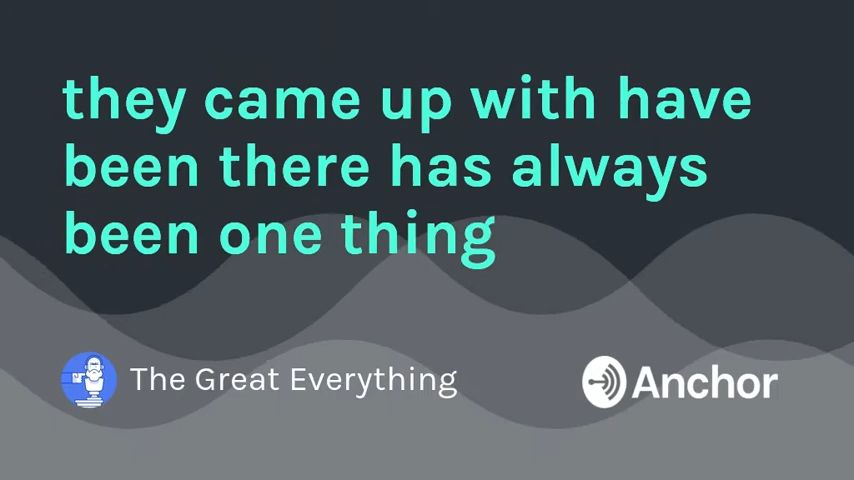 they came up with have
been there has always
been one thing
The Great Everything
Anchor